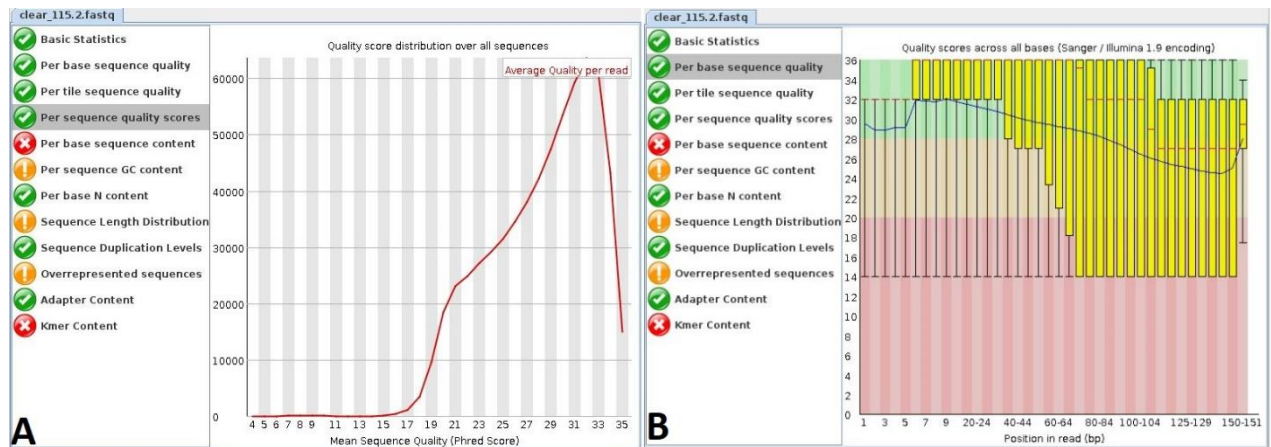 clear_115.2.fastq
Basic Statistics
Per base sequence quality
Per tile sequence quality
Per sequence quality scores
Per base sequence content
Per sequence GC content
Per base N content
Sequence Length Distribution
Sequence Duplication Levels
Overrepresented sequences
Adapter Content
Kmer Content
A
Quality score distribution over all sequences
Average Quality per read
60000
50000
40000
30000
20000
10000
0
4 5 6 7 8 9 11 13 15 17 19 21 23 25 27 29 31 33 35
Mean Sequence Quality (Phred Score)
clear_115.2.fastq
Basic Statistics
Per base sequence quality
Per tile sequence quality
Per sequence quality scores
Per base sequence content
Per sequence GC content
Per base N content
Sequence Length Distribution
Sequence Duplication Levels
Overrepresented sequences
Adapter Content
Kmer Content
B
Quality scores across all bases (Sanger / Illumina 1.9 encoding)
36
34
32
30
28
26
24
22
20
18
16
14
12
10
8
6
4
2
0
1 3 5 7 9 20-24 40-44 60-64 80-84 100-104 125-129 150-151
Position in read (bp)